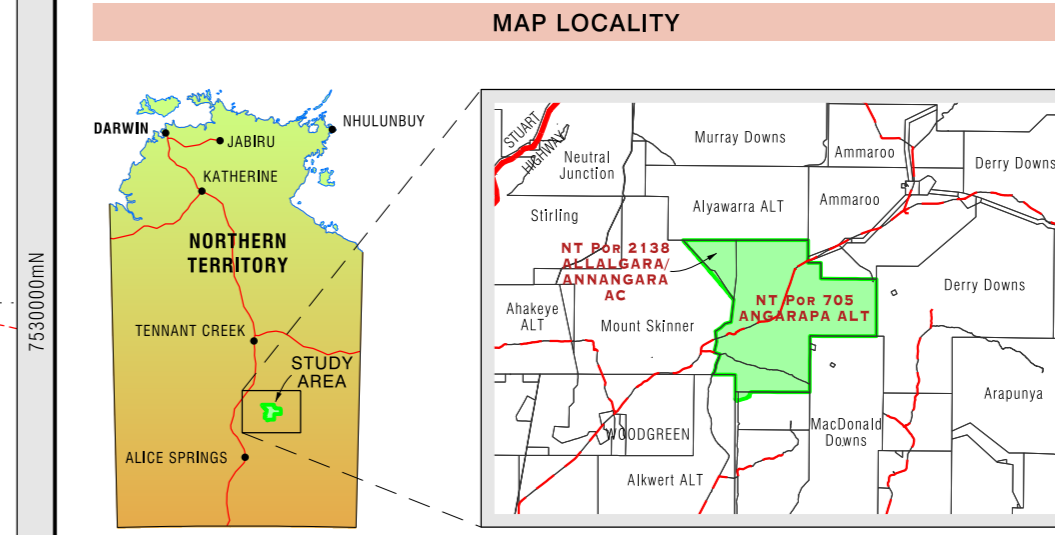 MAP LOCALITY
7530000mN
DARWIN
NHULUNBUY
JABIRU
KATHERINE
NORTHERN
TERRITORY
TENNANT CREEK
STUDY
AREA
ALICE SPRINGS
STUART
HIGHWAY
Neutral
Junction
Murray Downs
Ammaroo
Derry Downs
Stirling
Alyawarra ALT
Ammaroo
NT POR 2138
ALLALGARA/
ANNANGARA
AC
NT POR 705
ANGARAPA ALT
Derry Downs
Ahakeye
ALT
Mount Skinner
Arapunya
WOODGREEN
MacDonald
Downs
Alkwert ALT